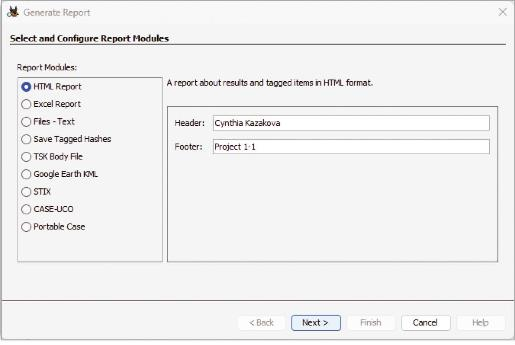 Generate Report
Select and Configure Report Modules
Report Modules:
HTML Report
Excel Report
Files - Text
Save Tagged Hashes
TSK Body File
Google Earth KML
STIX
CASE-UCO
Portable Case
A report about results and tagged items in HTML format.
Header: Cynthia Kazakova
Footer: Project 1-1
< Back Next > Finish Cancel Help